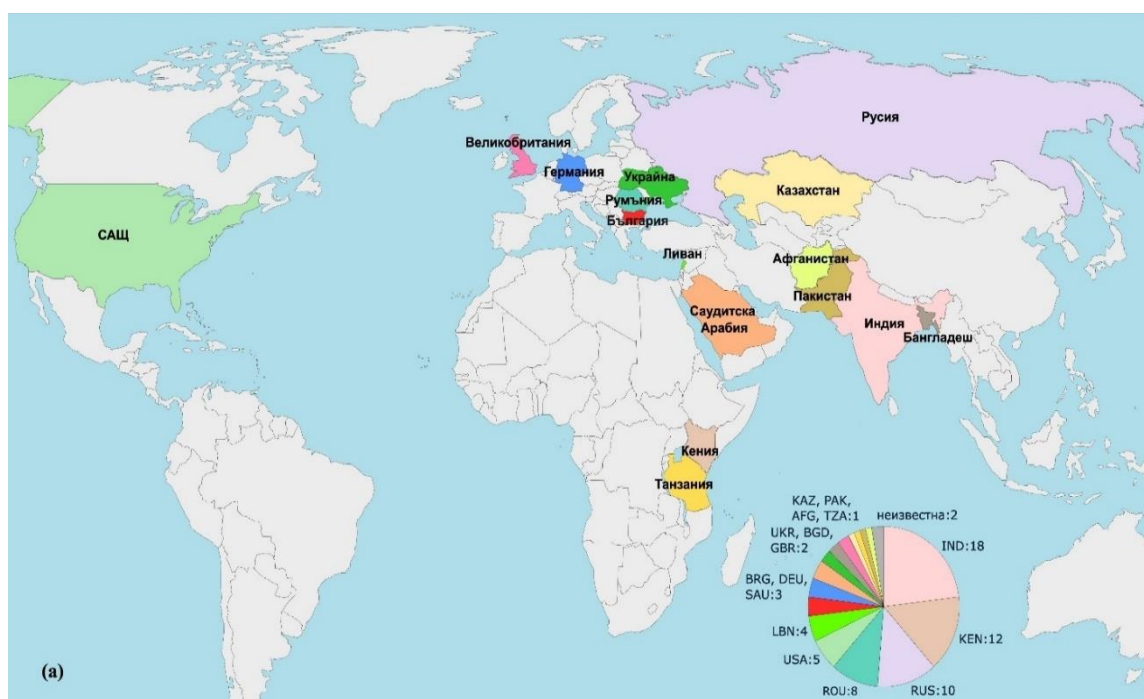 Великобритания
Германия
Украйна
Румъния
България
Русия
Казахстан
САЩ
Ливан
Афганистан
Пакистан
Саудитска
Арабия
Индия
Бангладеш
Кения
Танзания
KAZ, PAK,
AFG, TZA:1
неизвестна:2
UKR, BGD,
GBR:2
IND:18
BRG, DEU,
SAU:3
LBN:4
KEN:12
USA:5
ROU:8
RUS:10
(a)